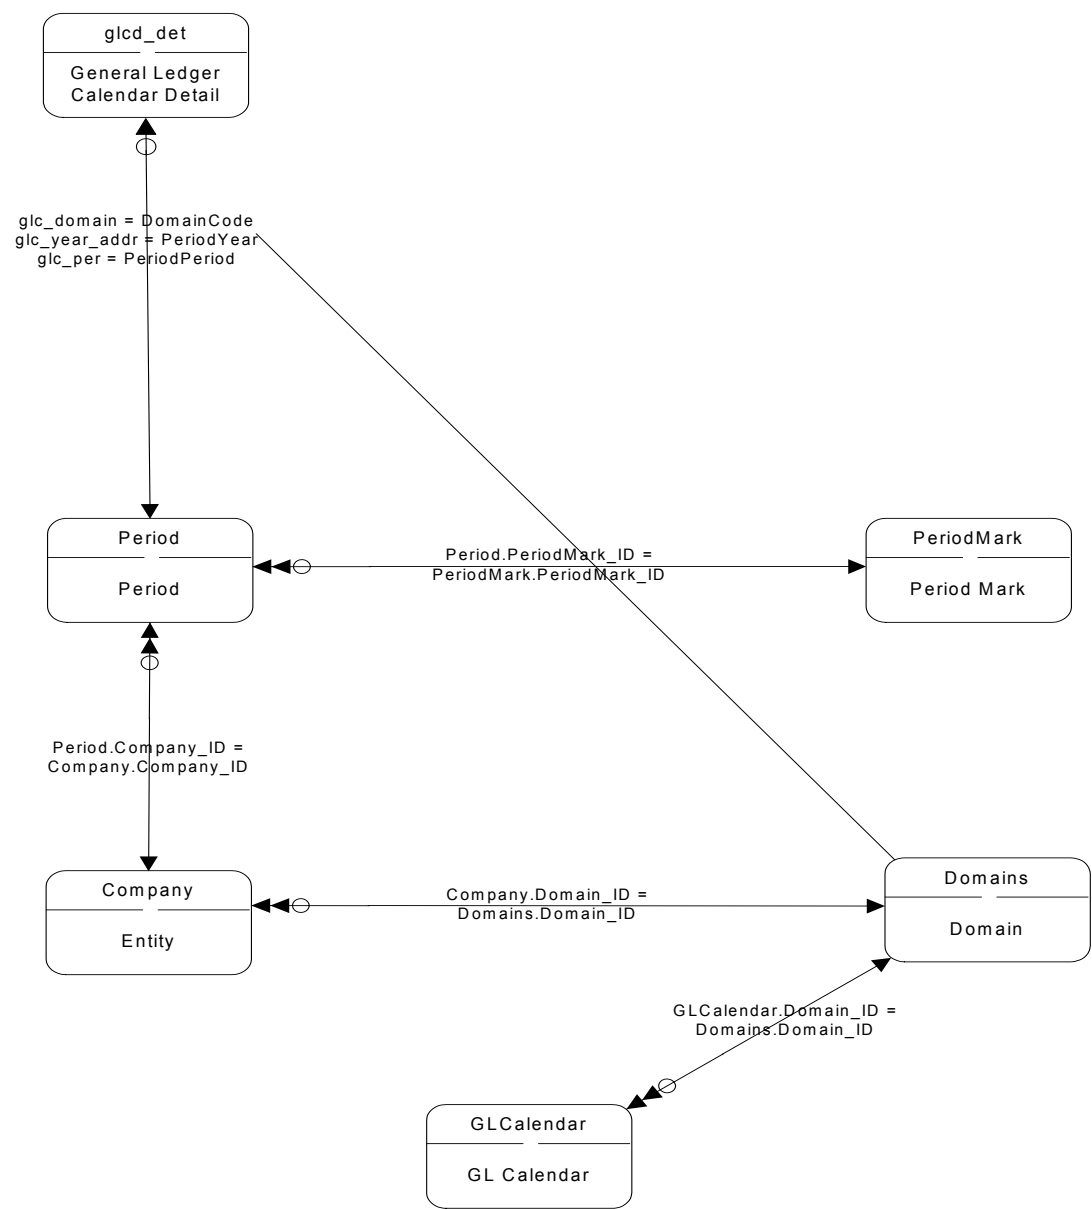 glcd_det
General Ledger
Calendar Detail
glc_domain = DomainCode
glc_year_addr = PeriodYear
glc_per = PeriodPeriod
Period
Period
Period.PeriodMark_ID =
PeriodMark.PeriodMark_ID
PeriodMark
Period Mark
Period.Company_ID =
Company.Company_ID
Company
Entity
Company.Domain_ID =
Domains.Domain_ID
Domains
Domain
GLCalendar.Domain_ID =
Domains.Domain_ID
GLCalendar
GL Calendar